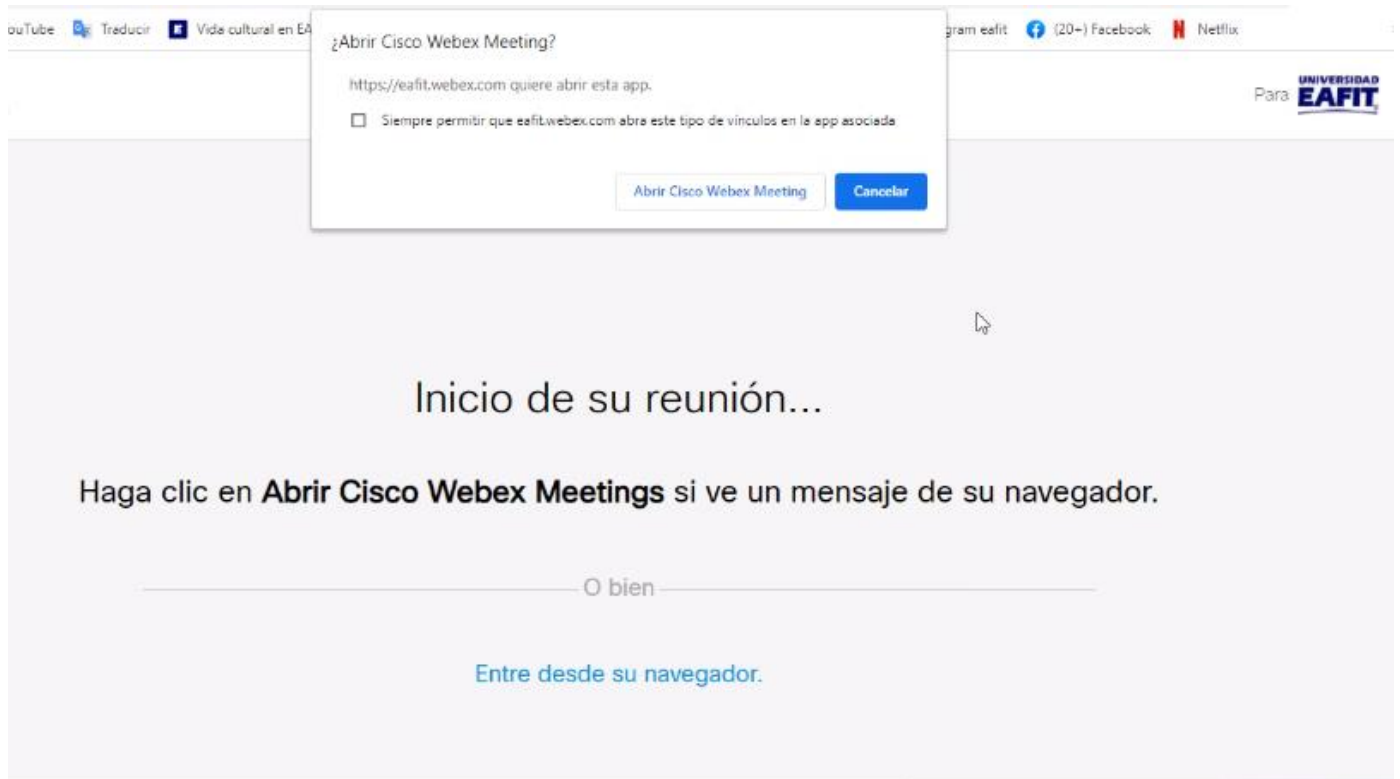 ouTube Traducir Vida cultural en EA gram eafit (20+) Facebook Netflix
¿Abrir Cisco Webex Meeting?
https://eafit.webex.com quiere abrir esta app.
Siempre permitir que eafit.webex.com abra este tipo de vínculos en la app asociada
Abrir Cisco Webex Meeting Cancelar
Para UNIVERSIDAD
EAFIT
Inicio de su reunión...
Haga clic en Abrir Cisco Webex Meetings si ve un mensaje de su navegador.
O bien
Entre desde su navegador.